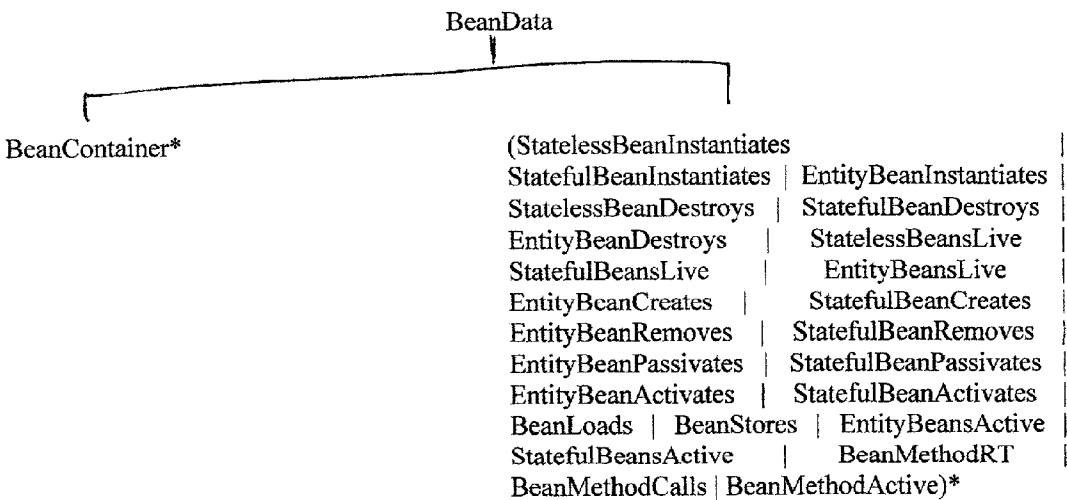 BeanData
BeanContainer*
(StatelessBeanInstantiates |
StatefulBeanInstantiates | EntityBeanInstantiates |
StatelessBeanDestroys | StatefulBeanDestroys |
EntityBeanDestroys | StatelessBeansLive |
StatefulBeansLive | EntityBeansLive |
EntityBeanCreates | StatefulBeanCreates |
EntityBeanRemoves | StatefulBeanRemoves |
EntityBeanPassivates | StatefulBeanPassivates |
EntityBeanActivates | StatefulBeanActivates |
BeanLoads | BeanStores | EntityBeansActive |
StatefulBeansActive | BeanMethodRT |
BeanMethodCalls | BeanMethodActive)*